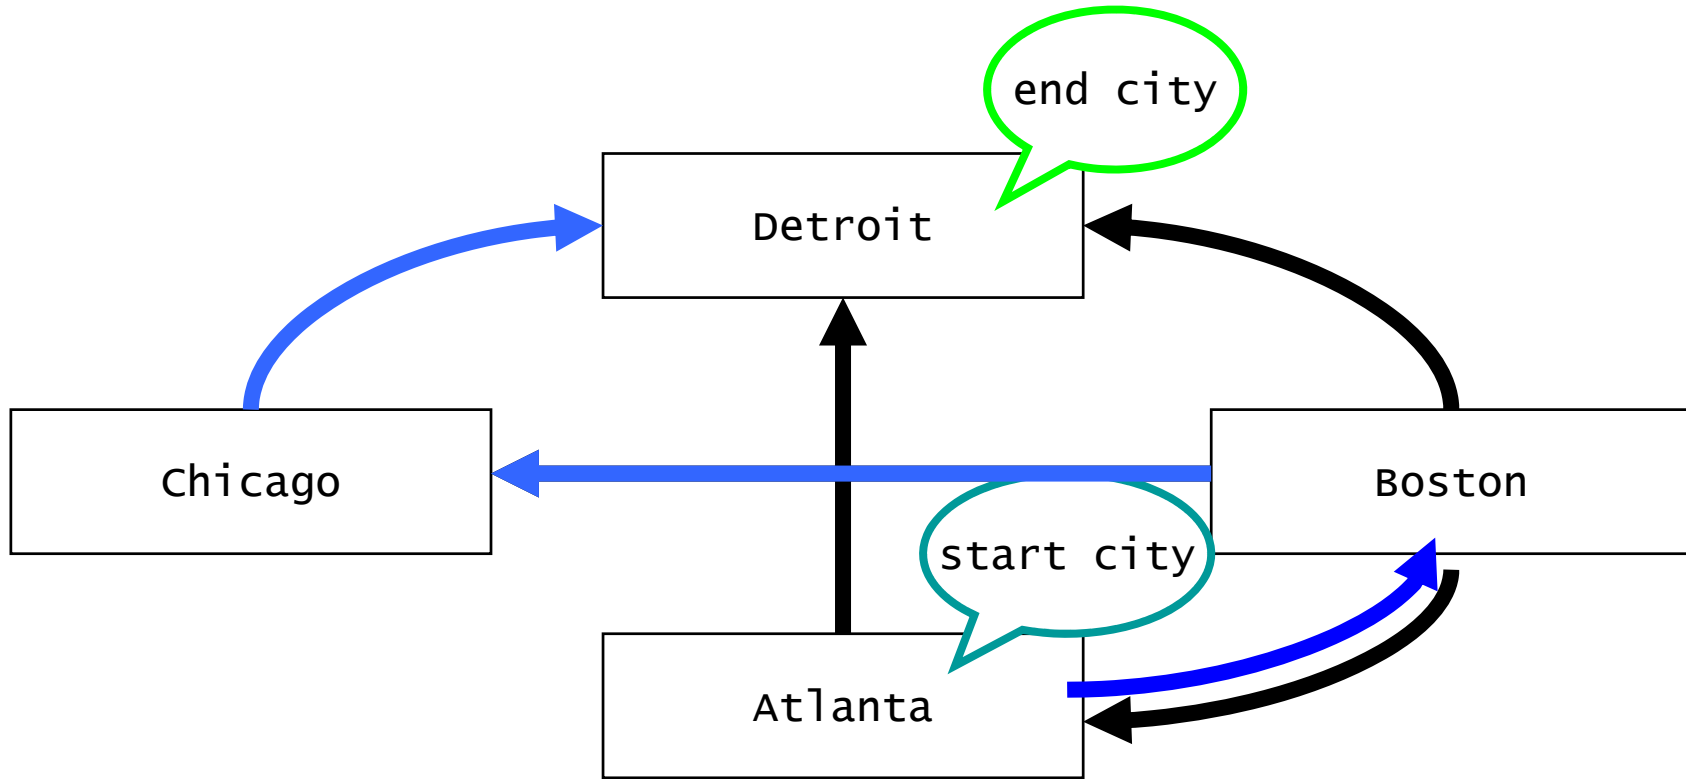 end city
Detroit
Chicago
Boston
start city
Atlanta